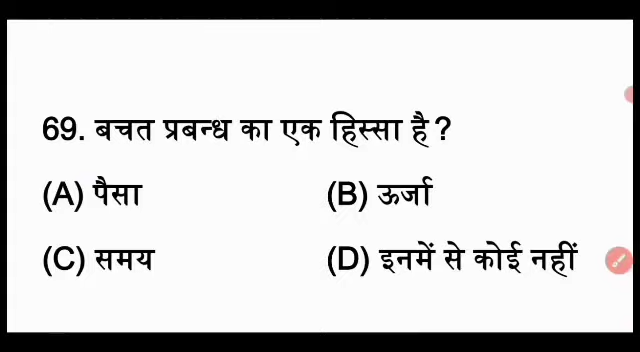 69. बचत प्रबन्ध का एक हिस्सा है ?
(A) पैसा (B) ऊर्जा
(C) समय (D) इनमें से कोई नहीं